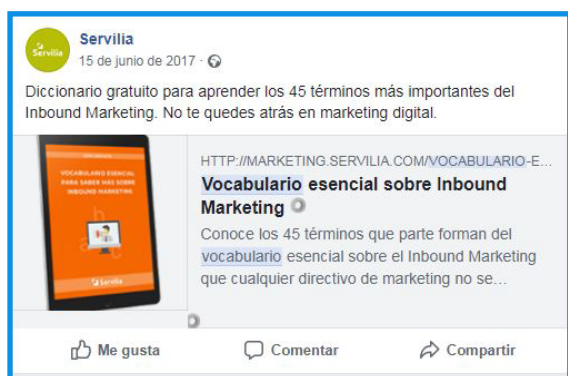 Servilia
Servilia
15 de junio de 2017 ·
Diccionario gratuito para aprender los 45 términos más importantes del
Inbound Marketing. No te quedes atrás en marketing digital.
VOCABULARIO ESENCIAL
PARA SABER MÁS SOBRE
INBOUND MARKETING
Servilia
HTTP://MARKETING.SERVILIA.COM/VOCABULARIO-E...
Vocabulario esencial sobre Inbound
Marketing
Conoce los 45 términos que parte forman del
vocabulario esencial sobre el Inbound Marketing
que cualquier directivo de marketing no se...
Me gusta
Comentar
Compartir